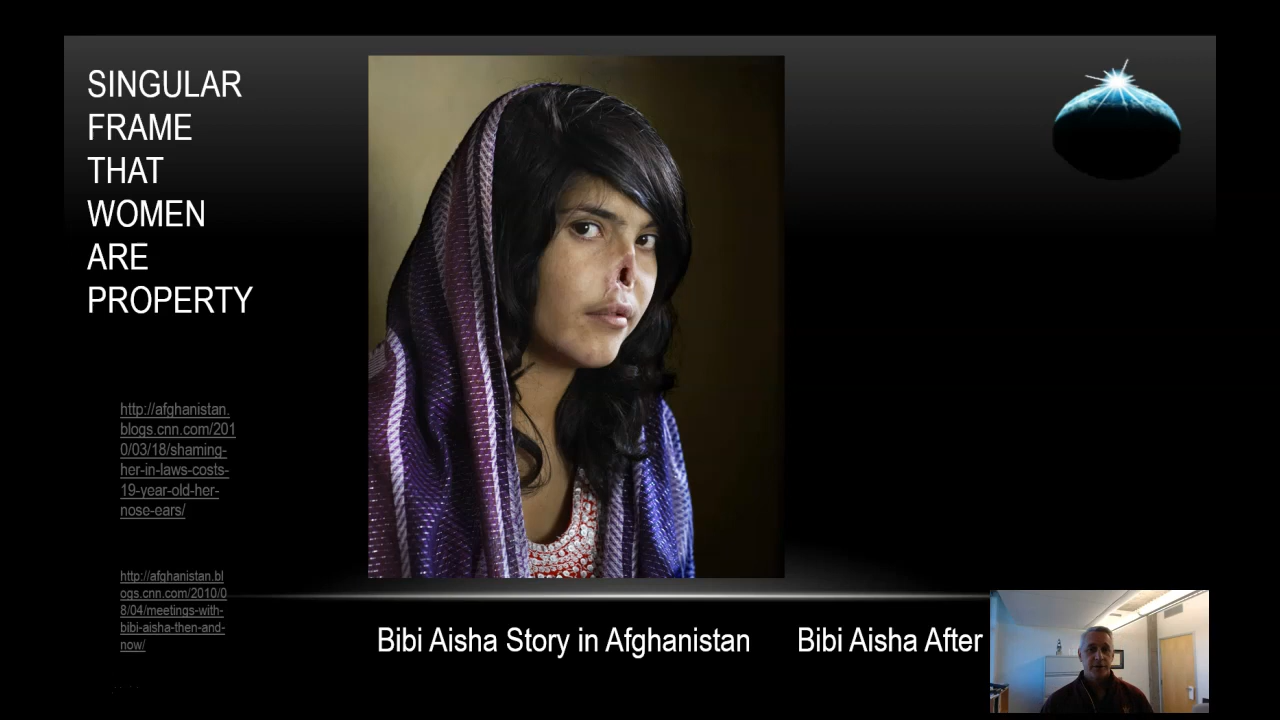 SINGULAR
FRAME
THAT
WOMEN
ARE
PROPERTY
http://afghanistan.
blogs.cnn.com/201
0/03/18/shaming-
her-in-laws-costs-
19-year-old-her-
nose-ears/
http://afghanistan.bl
ogs.cnn.com/2010/0
8/04/meetings-with-
bibi-aisha-then-and-
now/
Bibi Aisha Story in Afghanistan
Bibi Aisha After